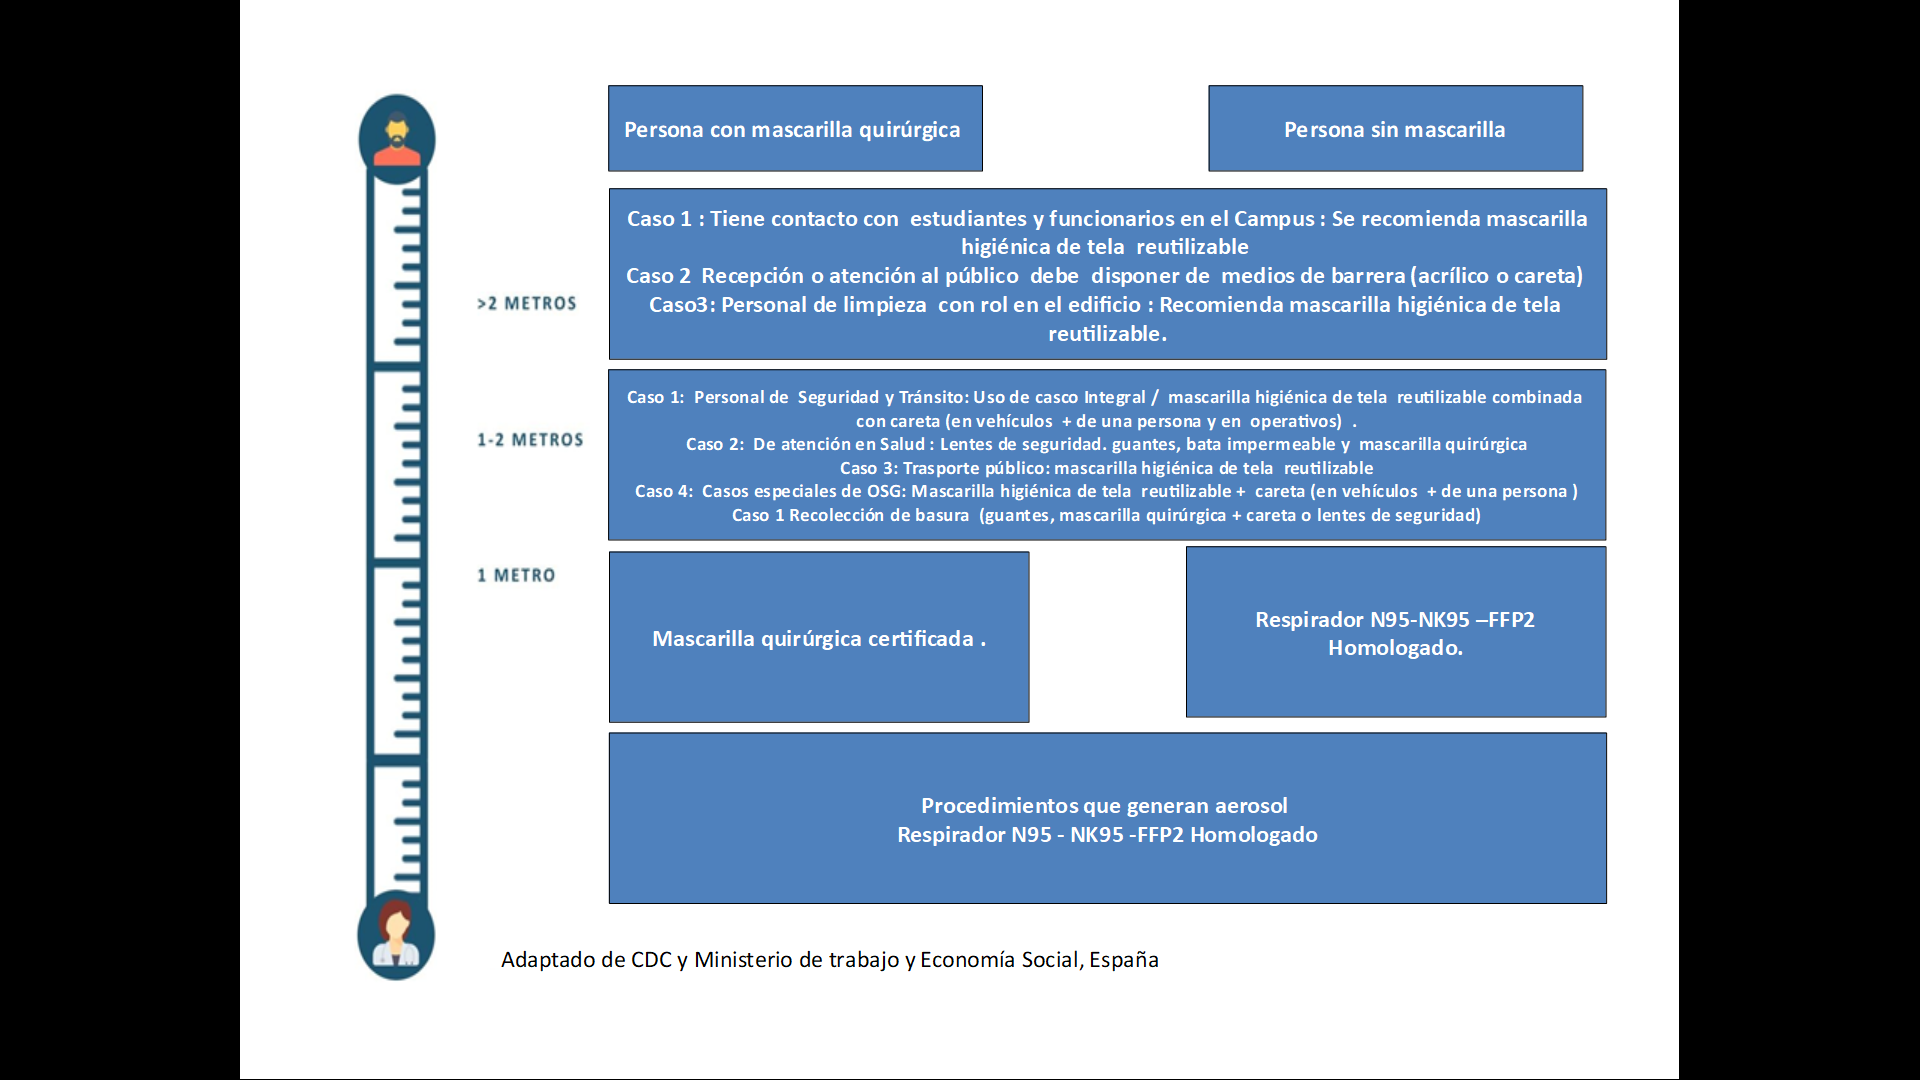 Persona con mascarilla quirúrgica
Persona sin mascarilla
>2 METROS
Caso 1 : Tiene contacto con estudiantes y funcionarios en el Campus : Se recomienda mascarilla
higiénica de tela reutilizable
Caso 2 Recepción o atención al público debe disponer de medios de barrera (acrílico o careta)
Caso3: Personal de limpieza con rol en el edificio : Recomienda mascarilla higiénica de tela
reutilizable.
1-2 METROS
Caso 1: Personal de Seguridad y Tránsito: Uso de casco Integral / mascarilla higiénica de tela reutilizable combinada
con careta (en vehículos + de una persona y en operativos) .
Caso 2: De atención en Salud : Lentes de seguridad. guantes, bata impermeable y mascarilla quirúrgica
Caso 3: Trasporte público: mascarilla higiénica de tela reutilizable
Caso 4: Casos especiales de OSG: Mascarilla higiénica de tela reutilizable + careta (en vehículos + de una persona )
Caso 1 Recolección de basura (guantes, mascarilla quirúrgica + careta o lentes de seguridad)
1 METRO
Mascarilla quirúrgica certificada .
Respirador N95-NK95 –FFP2
Homologado.
Procedimientos que generan aerosol
Respirador N95 - NK95 -FFP2 Homologado
Adaptado de CDC y Ministerio de trabajo y Economía Social, España